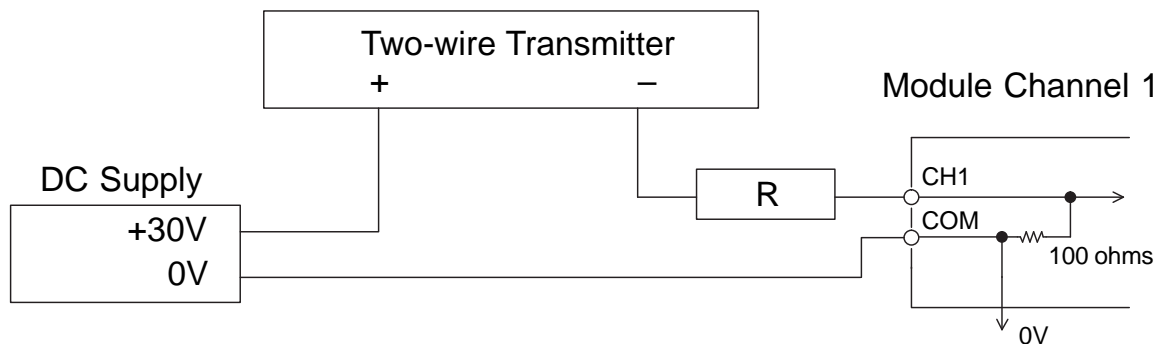 Two-wire Transmitter
+ –
Module Channel 1
DC Supply
+30V
0V
R
CH1
COM
100 ohms
0V